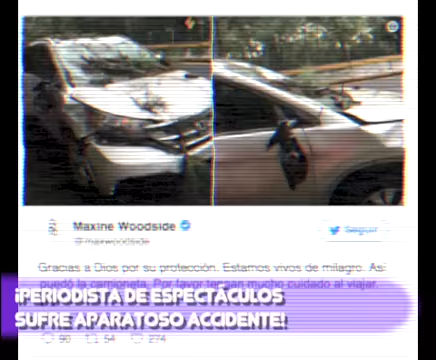 Maxine Woodside
@maxwoodside
Seguir
Gracias a Dios por su protección. Estamos vivos de milagro. Así
quedó la camioneta. Por favor tengan mucho cuidado al viajar.
¡PERIODISTA DE ESPECTÁCULOS
SUFRE APARATOSO ACCIDENTE!
90 54 274